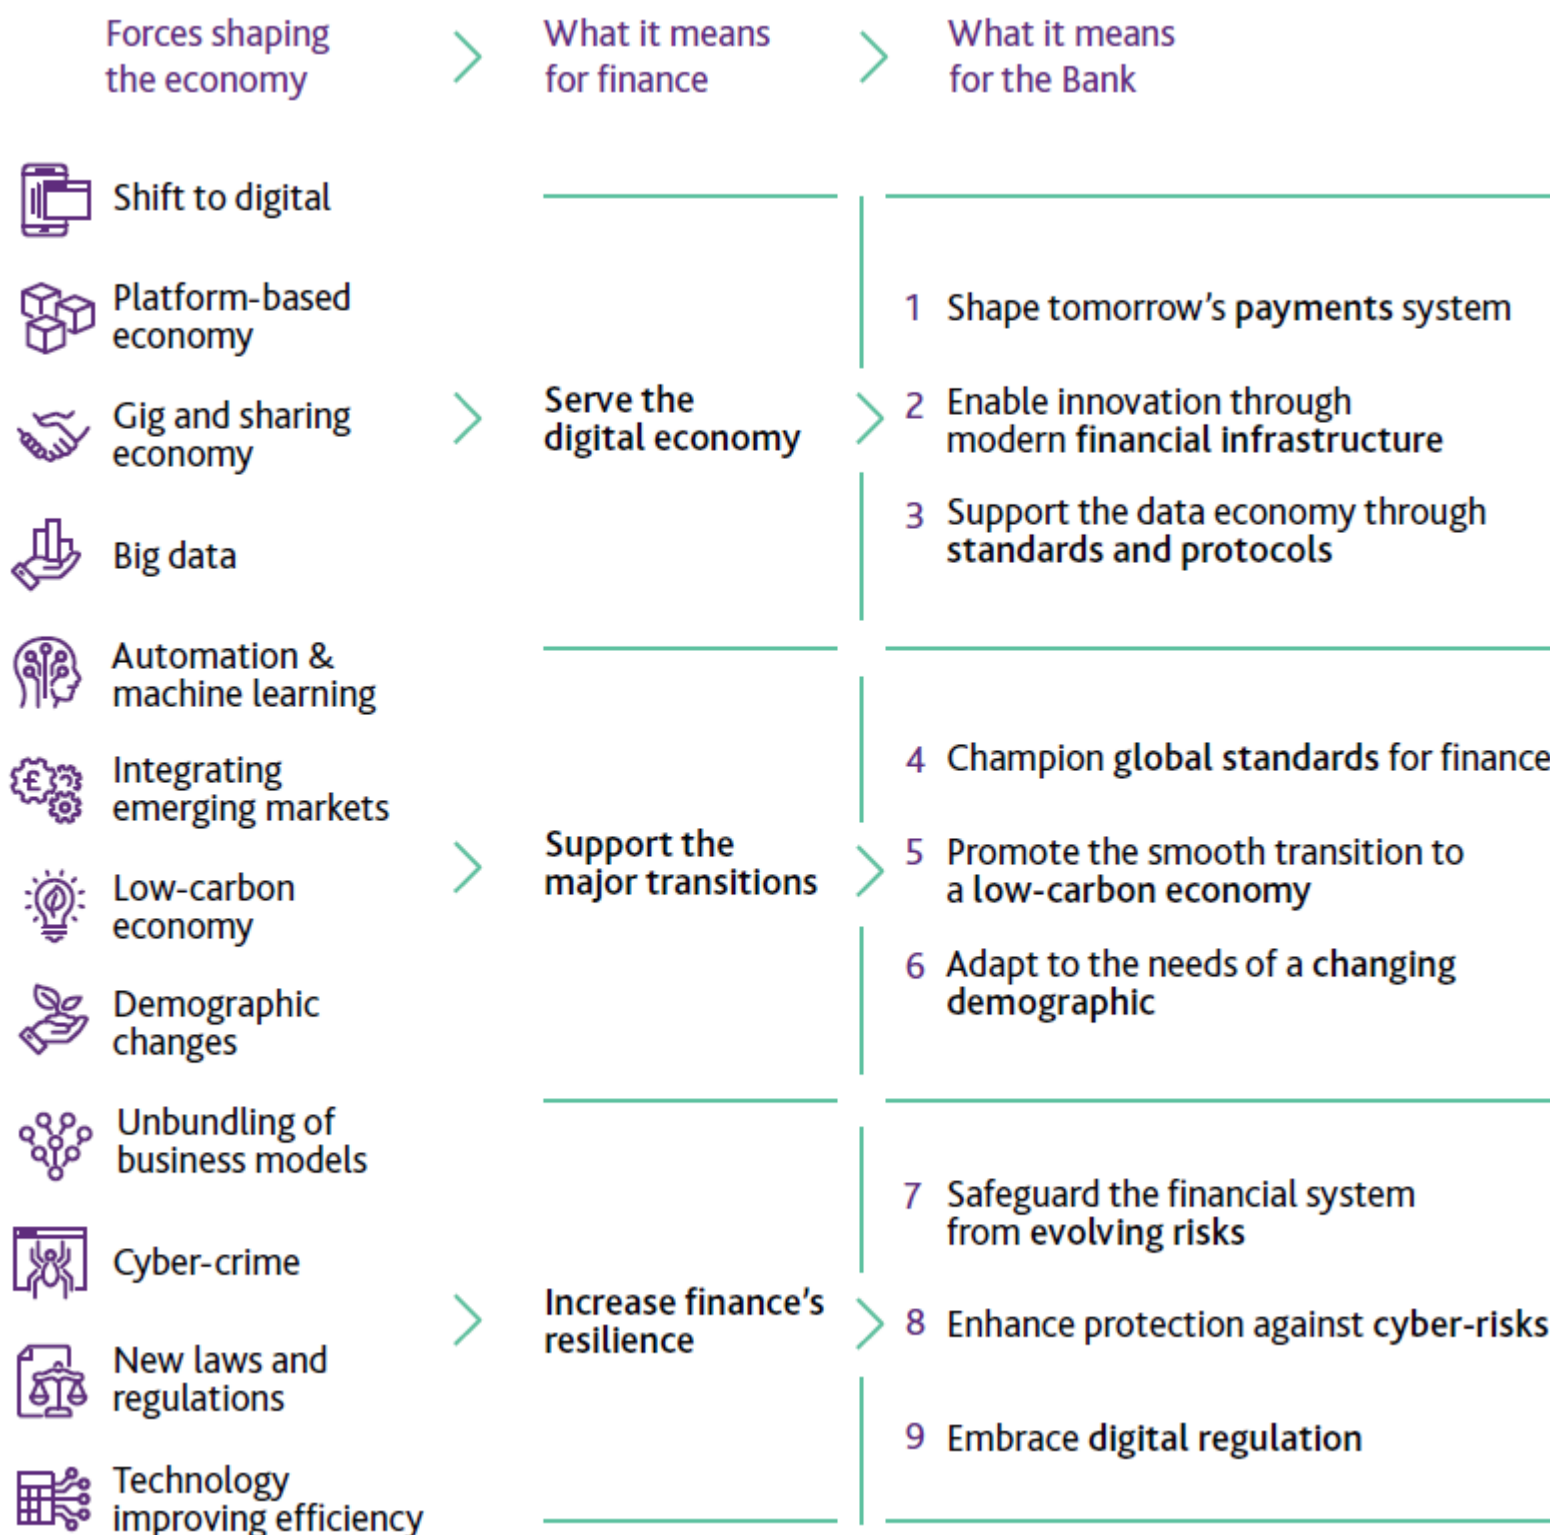 Forces shaping
the economy
What it means
for finance
What it means
for the Bank
Shift to digital
Platform-based
economy
Gig and sharing
economy
Big data
Automation &
machine learning
Integrating
emerging markets
£
Low-carbon
economy
Demographic
changes
Unbundling of
business models
Cyber-crime
New laws and
regulations
Technology
improving efficiency
Serve the
digital economy
1 Shape tomorrow’s payments system
2 Enable innovation through
modern financial infrastructure
3 Support the data economy through
standards and protocols
Support the
major transitions
4 Champion global standards for finance
5 Promote the smooth transition to
a low-carbon economy
6 Adapt to the needs of a changing
demographic
Increase finance’s
resilience
7 Safeguard the financial system
from evolving risks
8 Enhance protection against cyber-risks
9 Embrace digital regulation